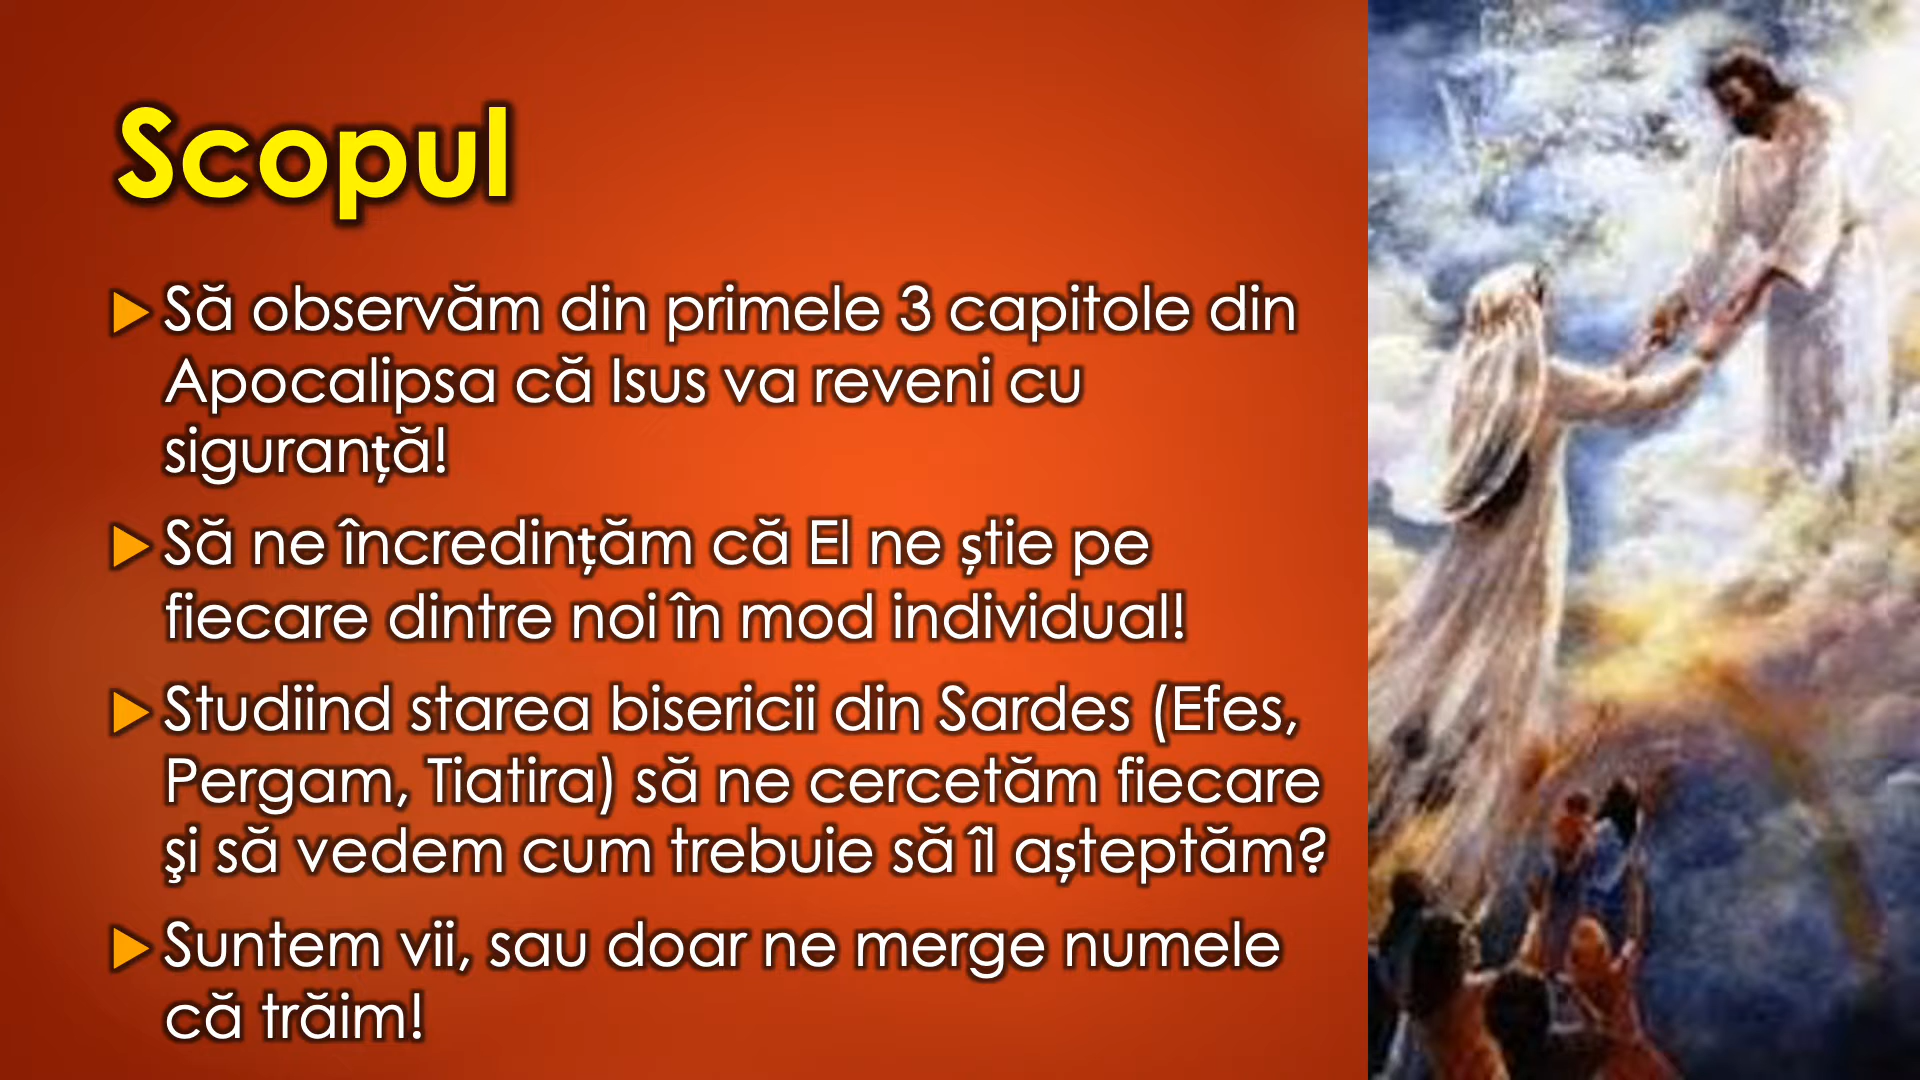 Scopul
Să observăm din primele 3 capitole din
Apocalipsa că Isus va reveni cu
siguranță!
Să ne încredințăm că El ne știe pe
fiecare dintre noi în mod individual!
Studiind starea bisericii din Sardes (Efes,
Pergam, Tiatira) să ne cercetăm fiecare
şi să vedem cum trebuie să îl așteptăm?
Suntem vii, sau doar ne merge numele
că trăim!